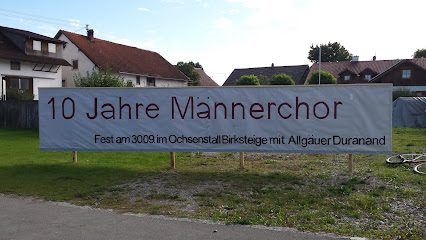 10 Jahre Männerchor
Fest am 30.09. im Ochsenstall Birksteige mit Allgäuer Duranand